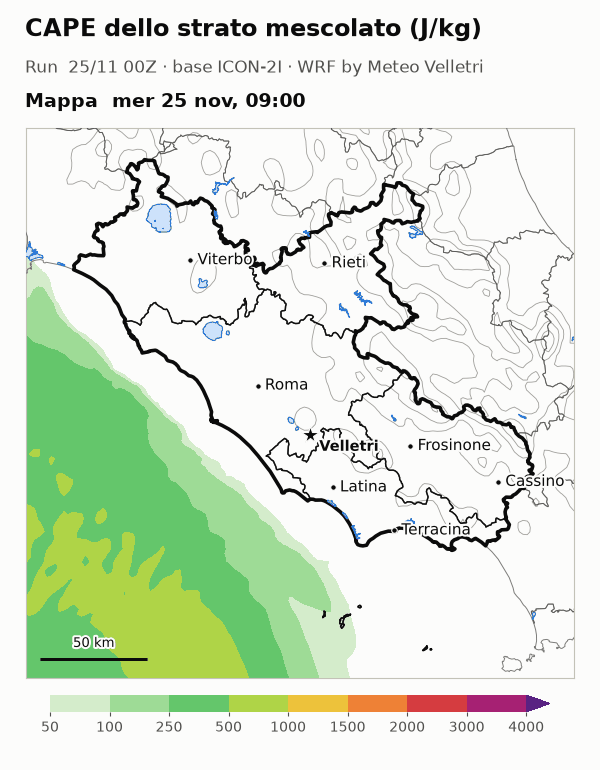 CAPE dello strato mescolato (J/kg)
Run  25/11 00Z · base ICON-2I · WRF by Meteo Velletri
Mappa  mer 25 nov, 09:00
Viterbo
Rieti
Roma
Velletri
Frosinone
Cassino
Latina
Terracina
50 km
50 100 250 500 1000 1500 2000 3000 4000